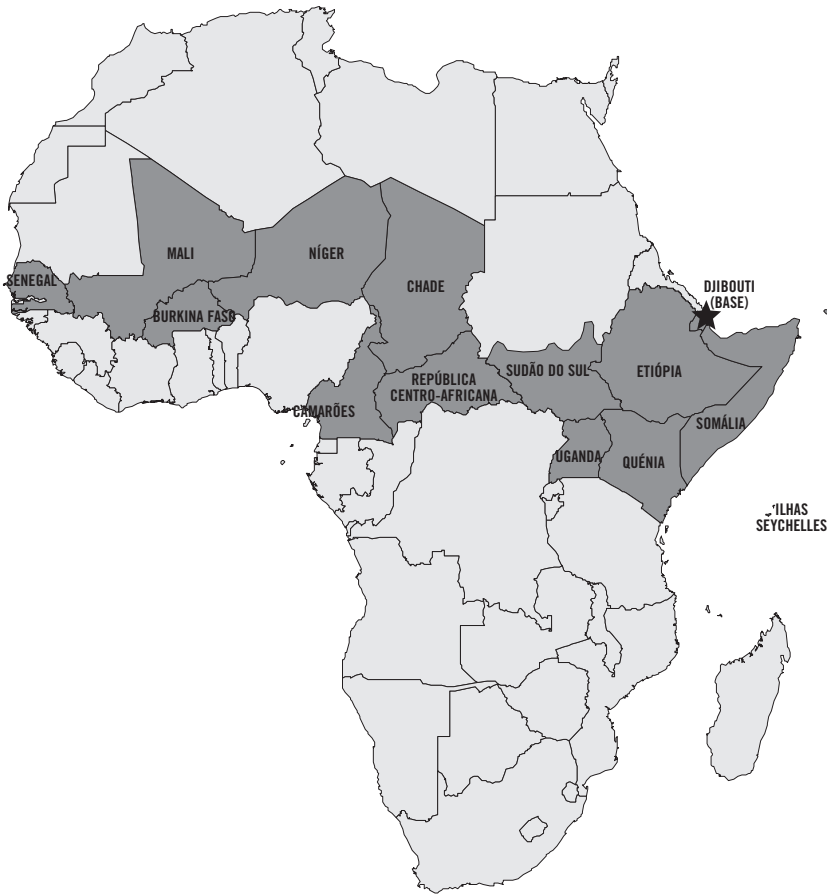 MALI
NÍGER
SENEGAL
CHADE
DJIBOUTI
(BASE)
BURKINA FASO
SUDÃO DO SUL
ETIÓPIA
REPÚBLICA
CENTRO-AFRICANA
CAMARÕES
SOMÁLIA
UGANDA
QUÉNIA
ILHAS
SEYCHELLES